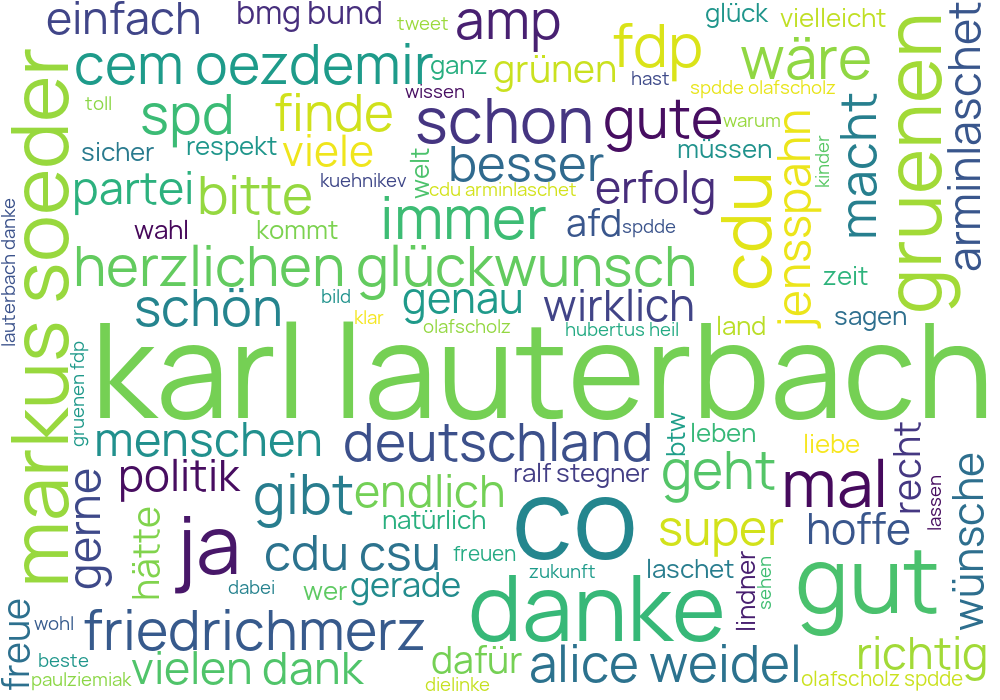 einfach
bmg bund
tweet
amp
glück
vielleicht
gruenen
arminlaschet
cem oezdemir
ganz
grünen
fdp
wäre
hast
markus soeder
toll
wissen
spdde olafscholz
spd
finde
schon
gute
warum
jensspahn
macht
sicher
respekt
viele
welt
besser
müssen
kinder
partei
bitte
kuehnikev
cdu arminlaschet
erfolg
cdu
lauterbach danke
wahl
kommt
immer
afd
spdde
herzlichen glückwunsch
zeit
schön
bild
genau
wirklich
klar
olafscholz
hubertus heil
land
sagen
karl lauterbach
gruenen fdp
menschen
deutschland
btw
leben
liebe
recht
politik
gibt
endlich
ralf stegner
geht
mal
lassen
gerne
hätte
natürlich
co
super
hoffe
wünsche
ja
cdu csu
freuen
zukunft
laschet
lindner
sehen
gut
dabei
wer
gerade
danke
freue
wohl
friedrichmerz
beste
paulziemiak
vielen dank
dafür
dielinke
alice weidel
richtig
olafscholz spdde